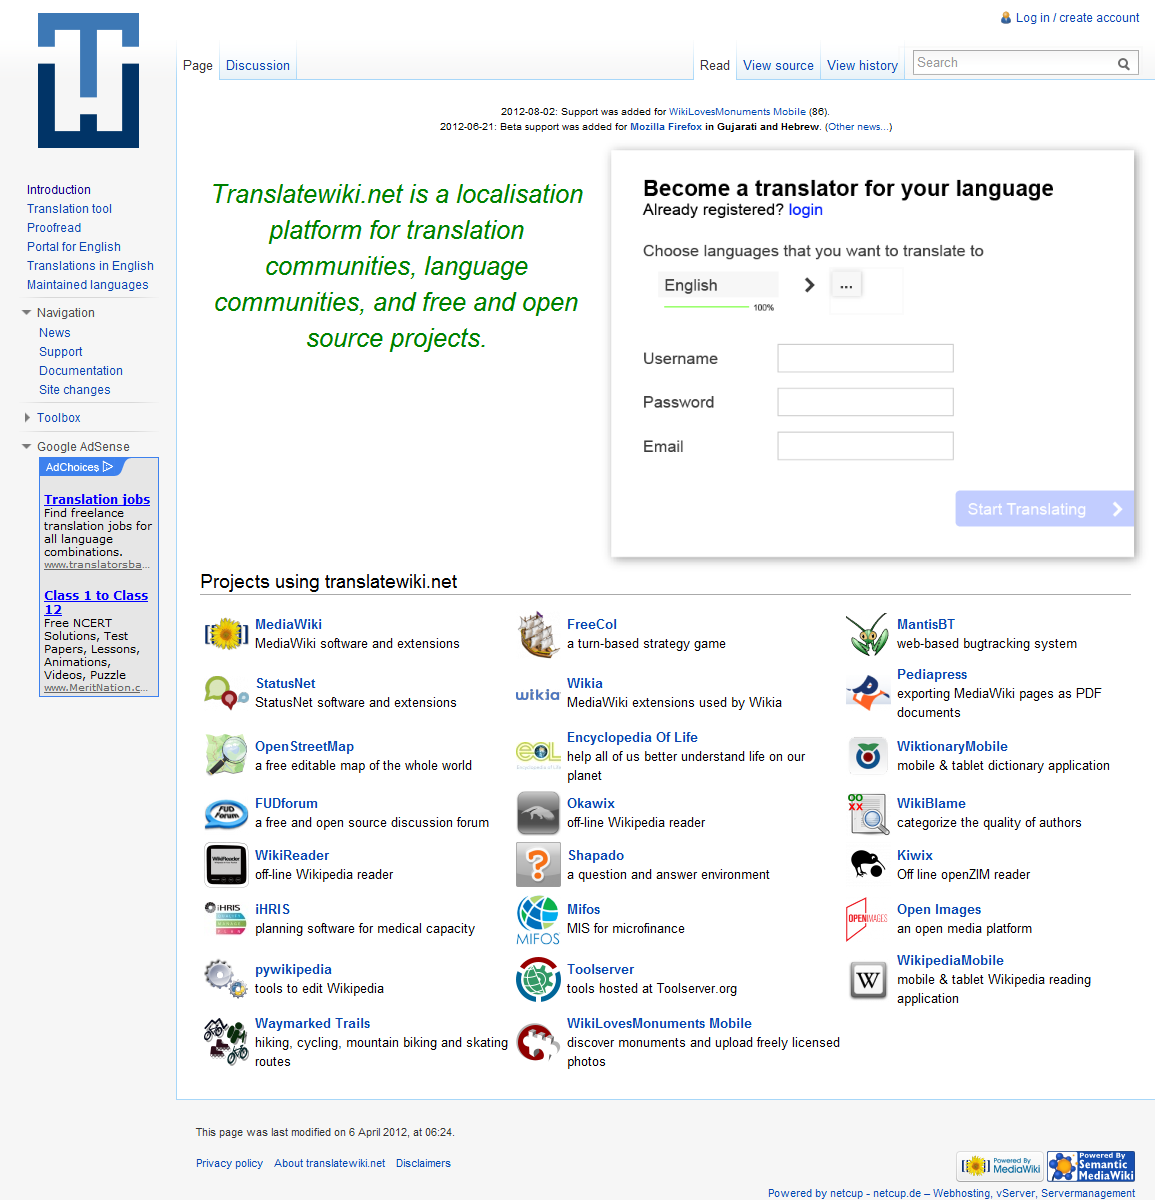 Log in / create account
Page
Discussion
Read
View source
View history
Search
2012-08-02: Support was added for WikiLovesMonuments Mobile (86).
2012-06-21: Beta support was added for Mozilla Firefox in Gujarati and Hebrew. (Other news...)
Introduction
Translation tool
Proofread
Portal for English
Translations in English
Maintained languages
Navigation
News
Support
Documentation
Site changes
Toolbox
Google AdSense
AdChoices
Translation jobs
Find freelance
translation jobs for
all language
combinations.
www.translatorsba...
Class 1 to Class
12
Free NCERT
Solutions, Test
Papers, Lessons,
Animations,
Videos, Puzzle
www.MeritNation.c...
Translatewiki.net is a localisation
platform for translation
communities, language
communities, and free and open
source projects.
Become a translator for your language
Already registered? login
Choose languages that you want to translate to
English
...
100%
Username
Password
Email
Start Translating
Projects using translatewiki.net
MediaWiki
MediaWiki software and extensions
FreeCol
a turn-based strategy game
MantisBT
web-based bugtracking system
StatusNet
StatusNet software and extensions
wikia
Wikia
MediaWiki extensions used by Wikia
Pediapress
exporting MediaWiki pages as PDF
documents
OpenStreetMap
a free editable map of the whole world
EOL
Encyclopedia of Life
Encyclopedia Of Life
help all of us better understand life on our
planet
WiktionaryMobile
mobile & tablet dictionary application
FUD
Forum
FUDforum
a free and open source discussion forum
Okawix
off-line Wikipedia reader
WikiBlame
categorize the quality of authors
WikiReader
WikiReader
off-line Wikipedia reader
Shapado
a question and answer environment
Kiwix
Off line openZIM reader
iHRIS
iHRIS
planning software for medical capacity
MIFOS
Mifos
MIS for microfinance
OPENIMAGES
Open Images
an open media platform
pywikipedia
tools to edit Wikipedia
Toolserver
tools hosted at Toolserver.org
W
WikipediaMobile
mobile & tablet Wikipedia reading
application
Waymarked Trails
hiking, cycling, mountain biking and skating
routes
WikiLovesMonuments Mobile
discover monuments and upload freely licensed
photos
This page was last modified on 6 April 2012, at 06:24.
Privacy policy
About translatewiki.net
Disclaimers
Powered By
MediaWiki
Powered By
Semantic
MediaWiki
Powered by netcup - netcup.de – Webhosting, vServer, Servermanagement